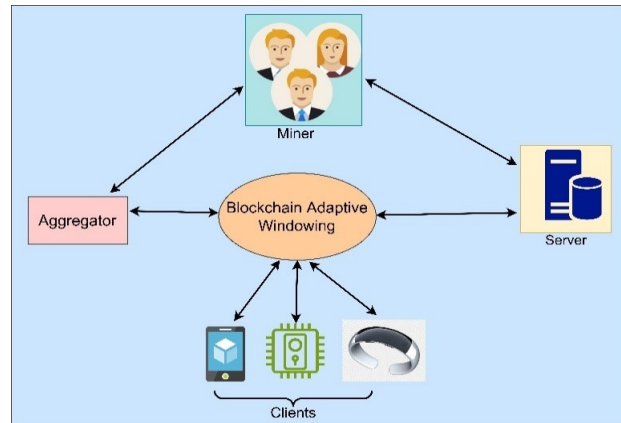 Miner
Blockchain Adaptive
Windowing
Aggregator
Server
Clients